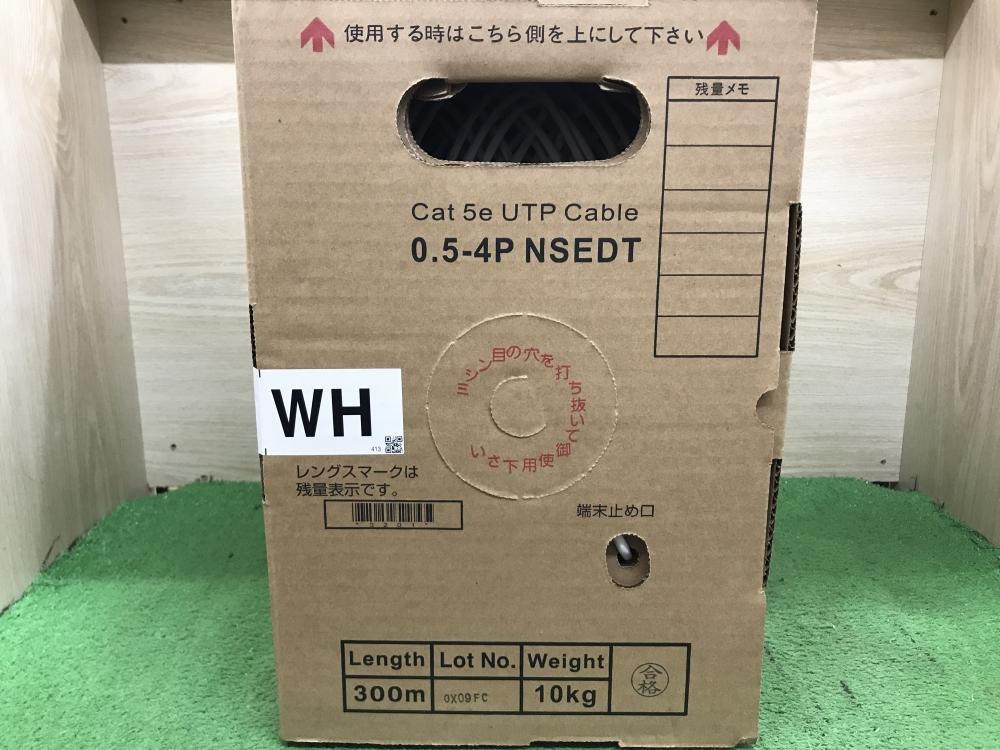 使用する時はこちら側を上にして下さい
残量メモ
Cat 5e UTP Cable
0.5-4P NSEDT
ミシン目の穴を打ち抜いて御使用下さい
WH
413
レングスマークは
残量表示です。
*3201*
端末止め口
Length Lot No. Weight
300m 0X09FC 10kg
合格